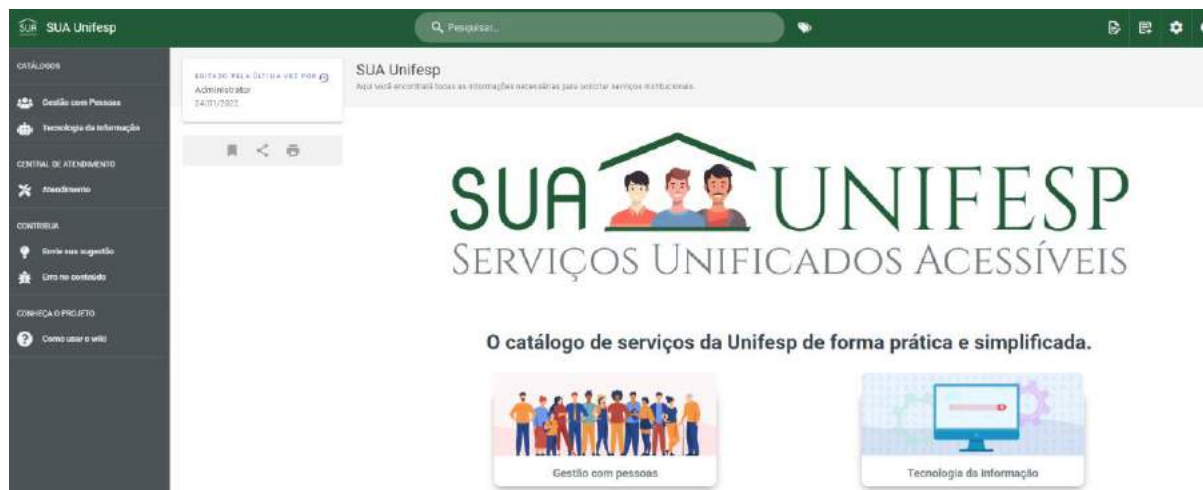 SUA SUA Unifesp
Pesquisar...
CATÁLOGOS
Gestão com Pessoas
Tecnologia da Informação
CENTRAL DE ATENDIMENTO
Atendimento
CONTRIBUA
Envie sua sugestão
Erro no conteúdo
CONHEÇA O PROJETO
Como usar o wiki
EDITADO PELA ÚLTIMA VEZ POR
Administrator
24/01/2022
SUA Unifesp
Aqui você encontrará todas as informações necessárias para solicitar serviços institucionais.
SUA UNIFESP
SERVIÇOS UNIFICADOS ACESSÍVEIS
O catálogo de serviços da Unifesp de forma prática e simplificada.
Gestão com pessoas
Tecnologia da Informação